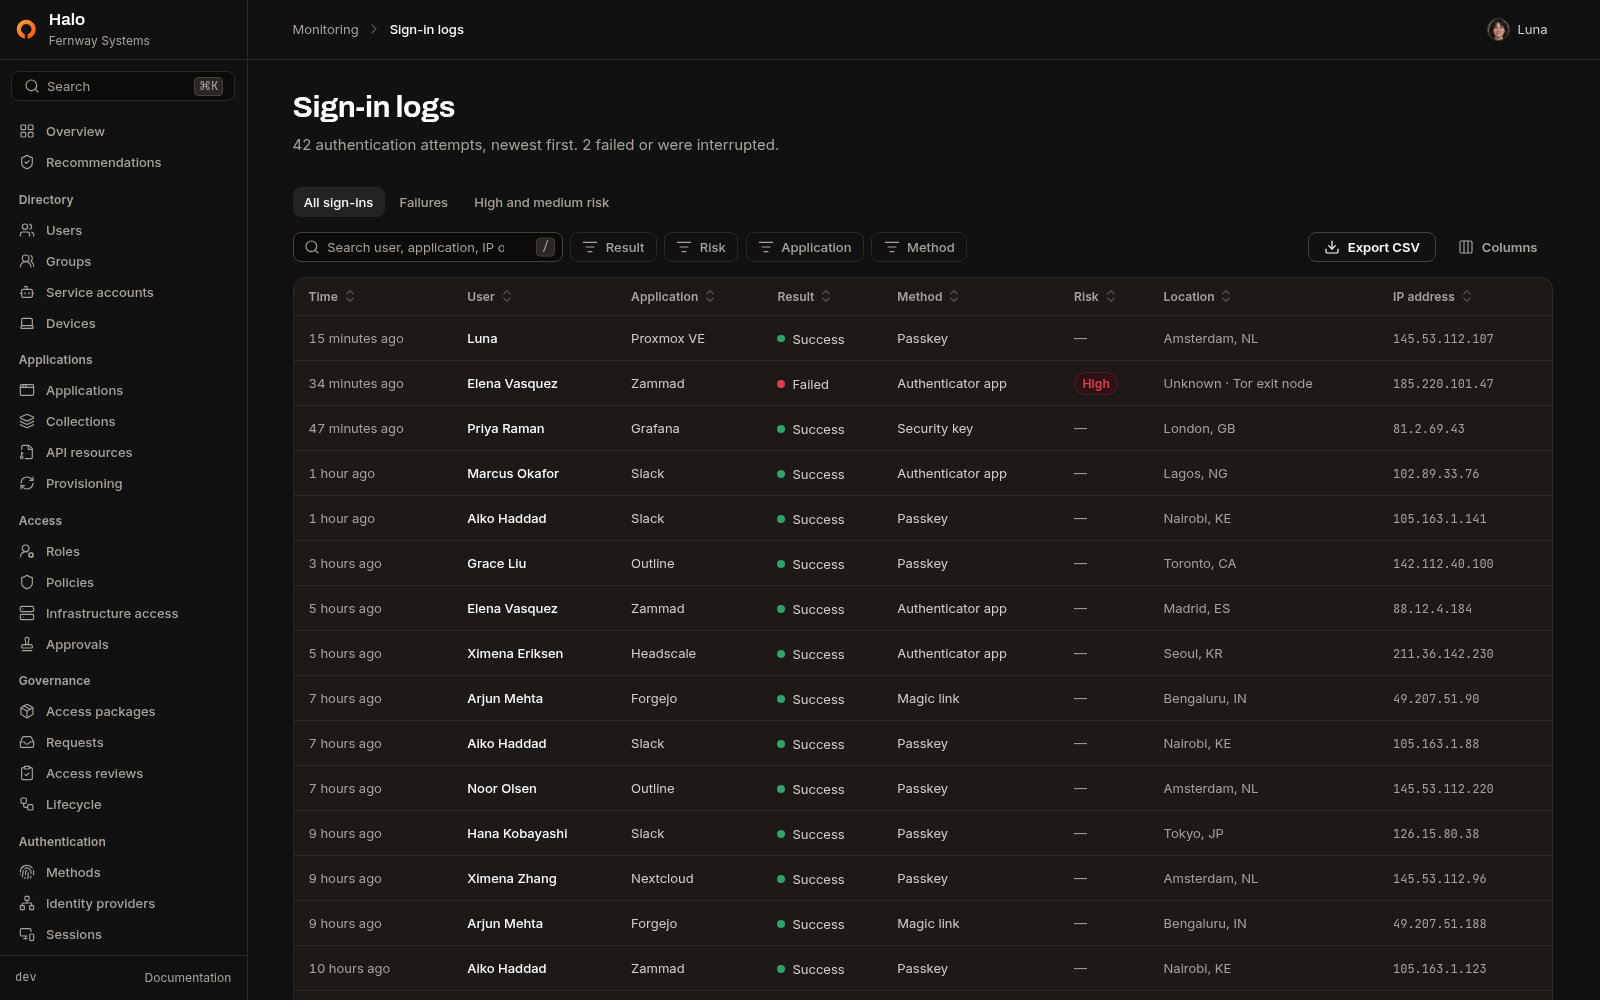 Halo
Fernway Systems
Search ⌘K
Overview
Recommendations
Directory
Users
Groups
Service accounts
Devices
Applications
Applications
Collections
API resources
Provisioning
Access
Roles
Policies
Infrastructure access
Approvals
Governance
Access packages
Requests
Access reviews
Lifecycle
Authentication
Methods
Identity providers
Sessions
dev Documentation
Monitoring Sign-in logs
Luna
Sign-in logs
42 authentication attempts, newest first. 2 failed or were interrupted.
All sign-ins Failures High and medium risk
Search user, application, IP o / Result Risk Application Method Export CSV Columns
Time User Application Result Method Risk Location IP address
15 minutes ago Luna Proxmox VE Success Passkey — Amsterdam, NL 145.53.112.107
34 minutes ago Elena Vasquez Zammad Failed Authenticator app High Unknown · Tor exit node 185.220.101.47
47 minutes ago Priya Raman Grafana Success Security key — London, GB 81.2.69.43
1 hour ago Marcus Okafor Slack Success Authenticator app — Lagos, NG 102.89.33.76
1 hour ago Aiko Haddad Slack Success Passkey — Nairobi, KE 105.163.1.141
3 hours ago Grace Liu Outline Success Passkey — Toronto, CA 142.112.40.100
5 hours ago Elena Vasquez Zammad Success Authenticator app — Madrid, ES 88.12.4.184
5 hours ago Ximena Eriksen Headscale Success Authenticator app — Seoul, KR 211.36.142.230
7 hours ago Arjun Mehta Forgejo Success Magic link — Bengaluru, IN 49.207.51.90
7 hours ago Aiko Haddad Slack Success Passkey — Nairobi, KE 105.163.1.88
7 hours ago Noor Olsen Outline Success Passkey — Amsterdam, NL 145.53.112.220
9 hours ago Hana Kobayashi Slack Success Passkey — Tokyo, JP 126.15.80.38
9 hours ago Ximena Zhang Nextcloud Success Passkey — Amsterdam, NL 145.53.112.96
9 hours ago Arjun Mehta Forgejo Success Magic link — Bengaluru, IN 49.207.51.188
10 hours ago Aiko Haddad Zammad Success Passkey — Nairobi, KE 105.163.1.123